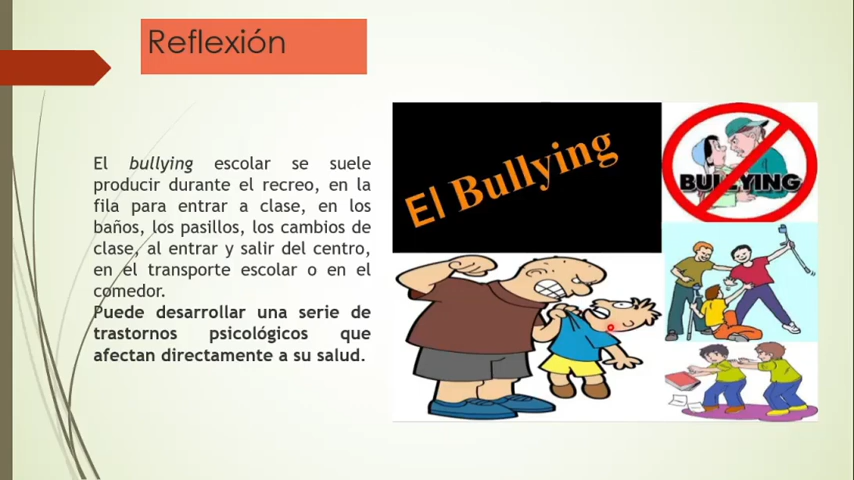 Reflexión
El bullying escolar se suele
producir durante el recreo, en la
fila para entrar a clase, en los
baños, los pasillos, los cambios de
clase, al entrar y salir del centro,
en el transporte escolar o en el
comedor.
Puede desarrollar una serie de
trastornos psicológicos que
afectan directamente a su salud.
El Bullying
BULLYING